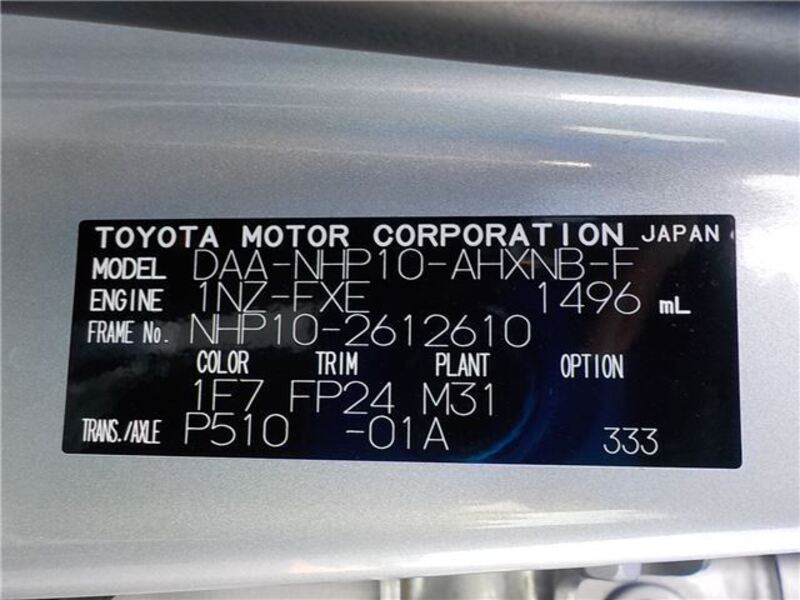 TOYOTA MOTOR CORPORATION JAPAN
MODEL DAA-NHP10-AHXNB-F
ENGINE 1NZ-FXE 1496 mL
FRAME No. NHP10-2612610
COLOR TRIM PLANT OPTION
1F7 FP24 M31
TRANS./AXLE P510 -01A 333